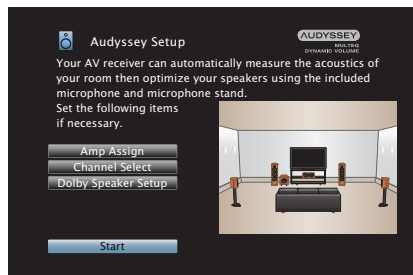 Audyssey Setup
AUDYSSEY
MULTEQ
DYNAMIC VOLUME
Your AV receiver can automatically measure the acoustics of
your room then optimize your speakers using the included
microphone and microphone stand.
Set the following items
if necessary.
Amp Assign
Channel Select
Dolby Speaker Setup
Start